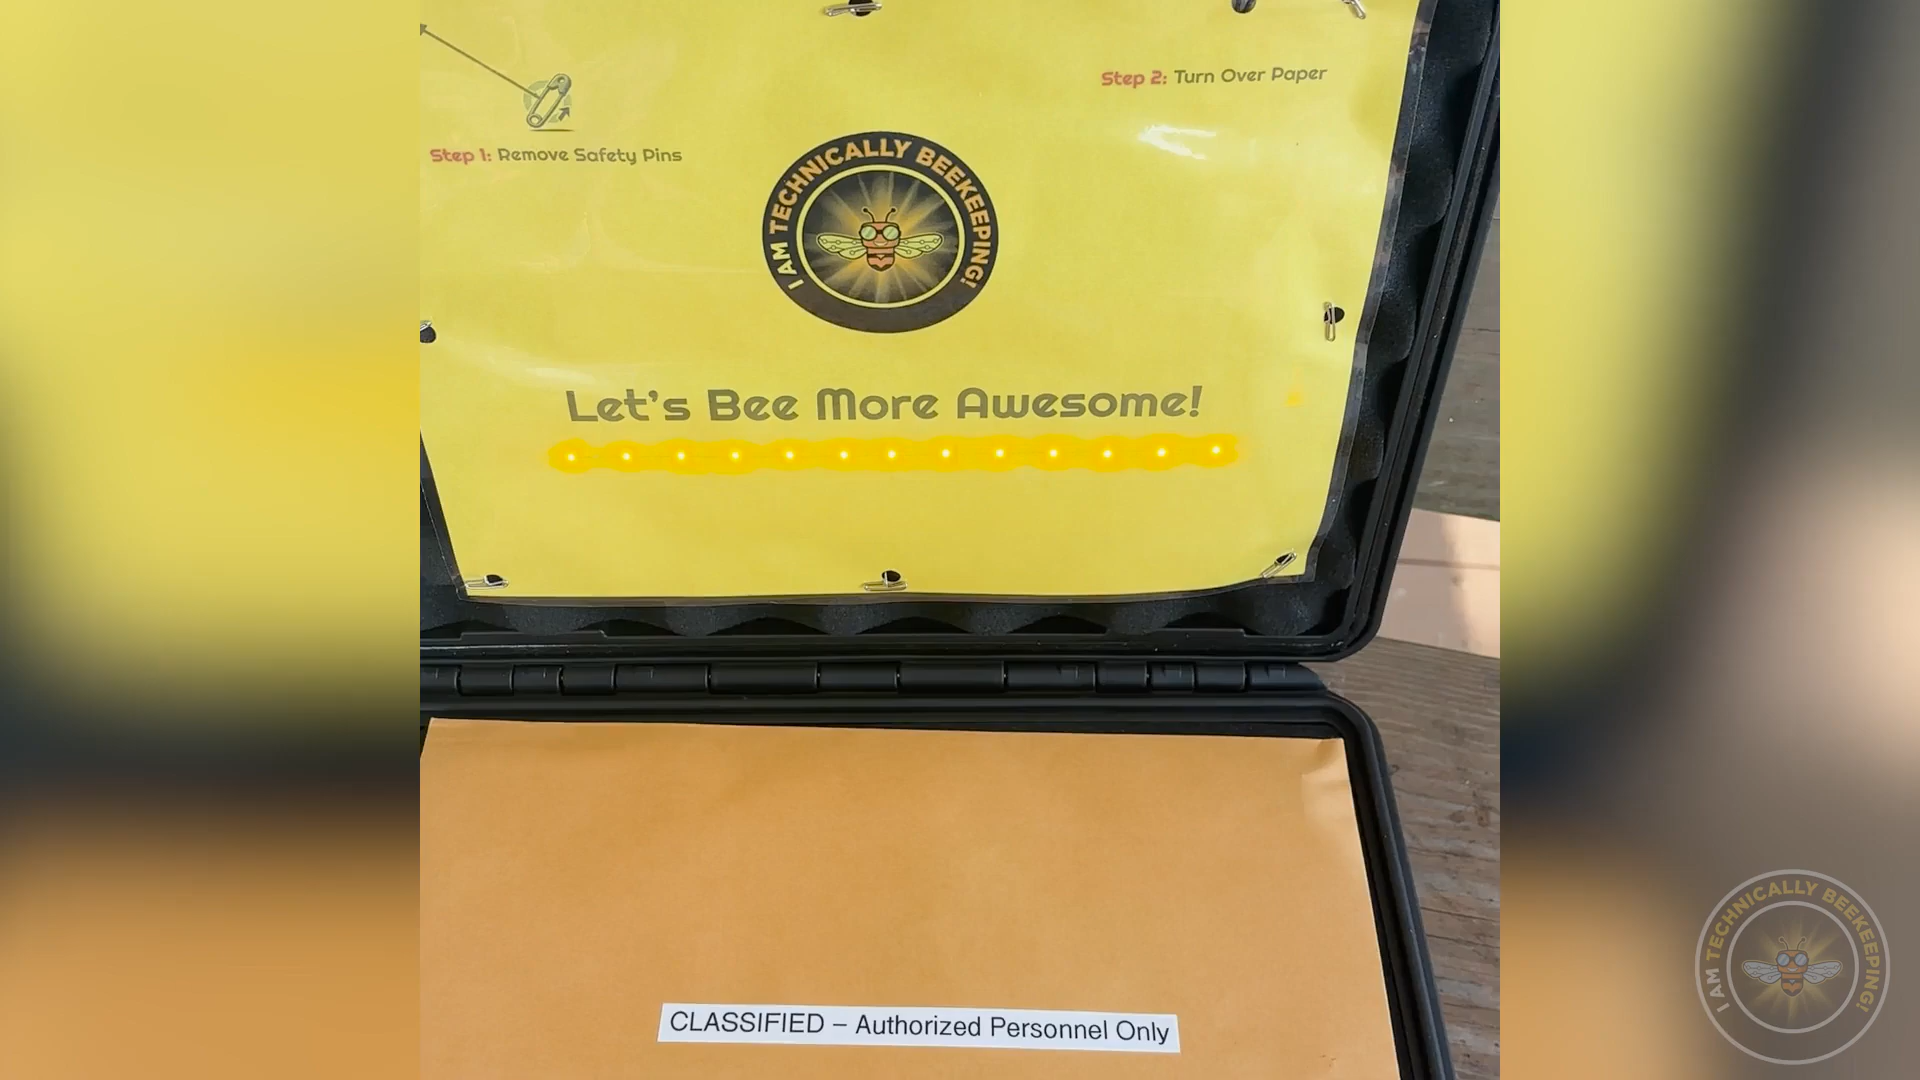 Step 2: Turn Over Paper
Step 1: Remove Safety Pins
I AM TECHNICALLY BEEKEEPING!
Let's Bee More Awesome!
CLASSIFIED – Authorized Personnel Only
I AM TECHNICALLY BEEKEEPING!